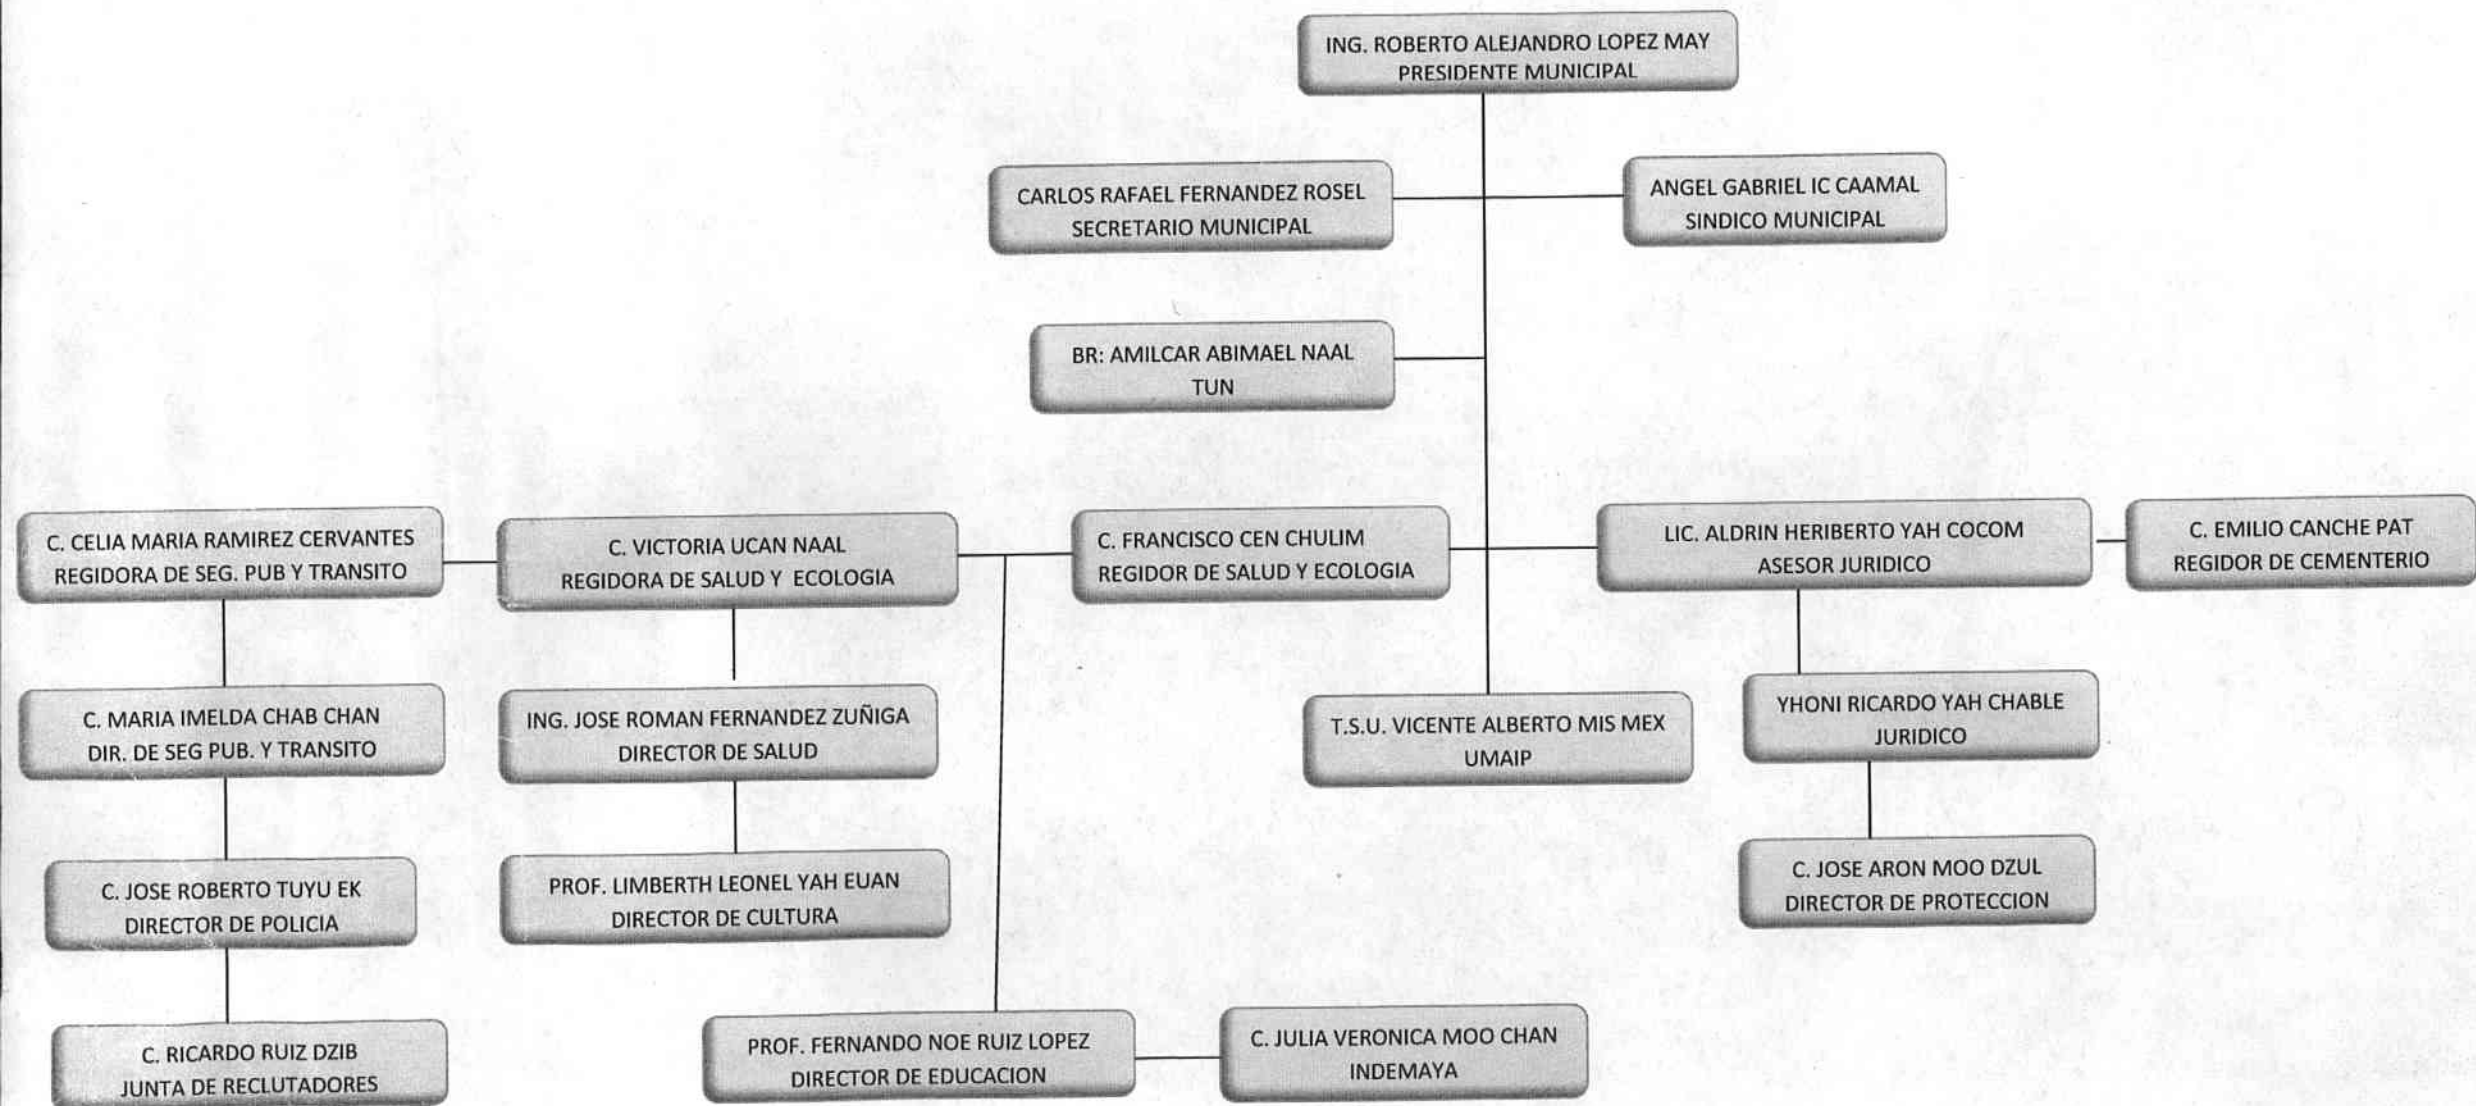 ING. ROBERTO ALEJANDRO LOPEZ MAY
PRESIDENTE MUNICIPAL
CARLOS RAFAEL FERNANDEZ ROSEL
SECRETARIO MUNICIPAL
ANGEL GABRIEL IC CAAMAL
SINDICO MUNICIPAL
BR: AMILCAR ABIMAEL NAAL
TUN
C. CELIA MARIA RAMIREZ CERVANTES
REGIDORA DE SEG. PUB Y TRANSITO
C. VICTORIA UCAN NAAL
REGIDORA DE SALUD Y ECOLOGIA
C. FRANCISCO CEN CHULIM
REGIDOR DE SALUD Y ECOLOGIA
LIC. ALDRIN HERIBERTO YAH COCOM
ASESOR JURIDICO
C. EMILIO CANCHE PAT
REGIDOR DE CEMENTERIO
C. MARIA IMELDA CHAB CHAN
DIR. DE SEG PUB. Y TRANSITO
ING. JOSE ROMAN FERNANDEZ ZUÑIGA
DIRECTOR DE SALUD
T.S.U. VICENTE ALBERTO MIS MEX
UMAIP
YHONI RICARDO YAH CHABLE
JURIDICO
C. JOSE ROBERTO TUYU EK
DIRECTOR DE POLICIA
PROF. LIMBERTH LEONEL YAH EUAN
DIRECTOR DE CULTURA
C. JOSE ARON MOO DZUL
DIRECTOR DE PROTECCION
C. RICARDO RUIZ DZIB
JUNTA DE RECLUTADORES
PROF. FERNANDO NOE RUIZ LOPEZ
DIRECTOR DE EDUCACION
C. JULIA VERONICA MOO CHAN
INDEMAYA